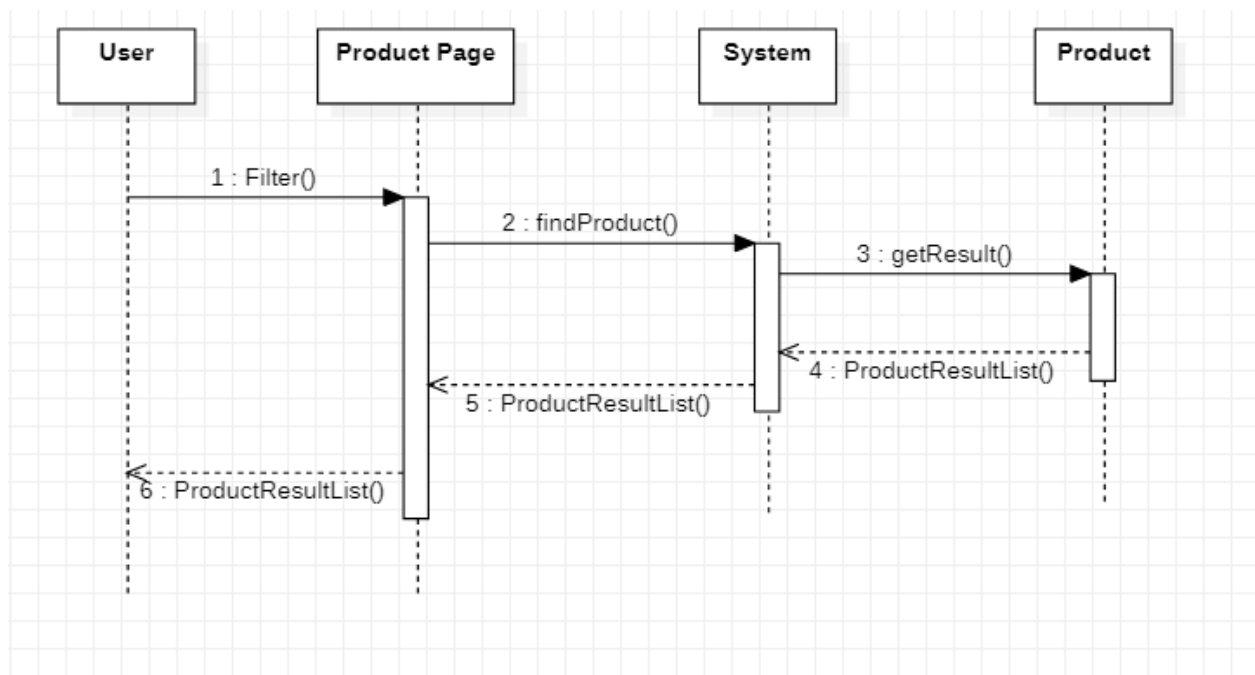 User
Product Page
System
Product
1 : Filter()
2 : findProduct()
3 : getResult()
4 : ProductResultList()
5 : ProductResultList()
6 : ProductResultList()